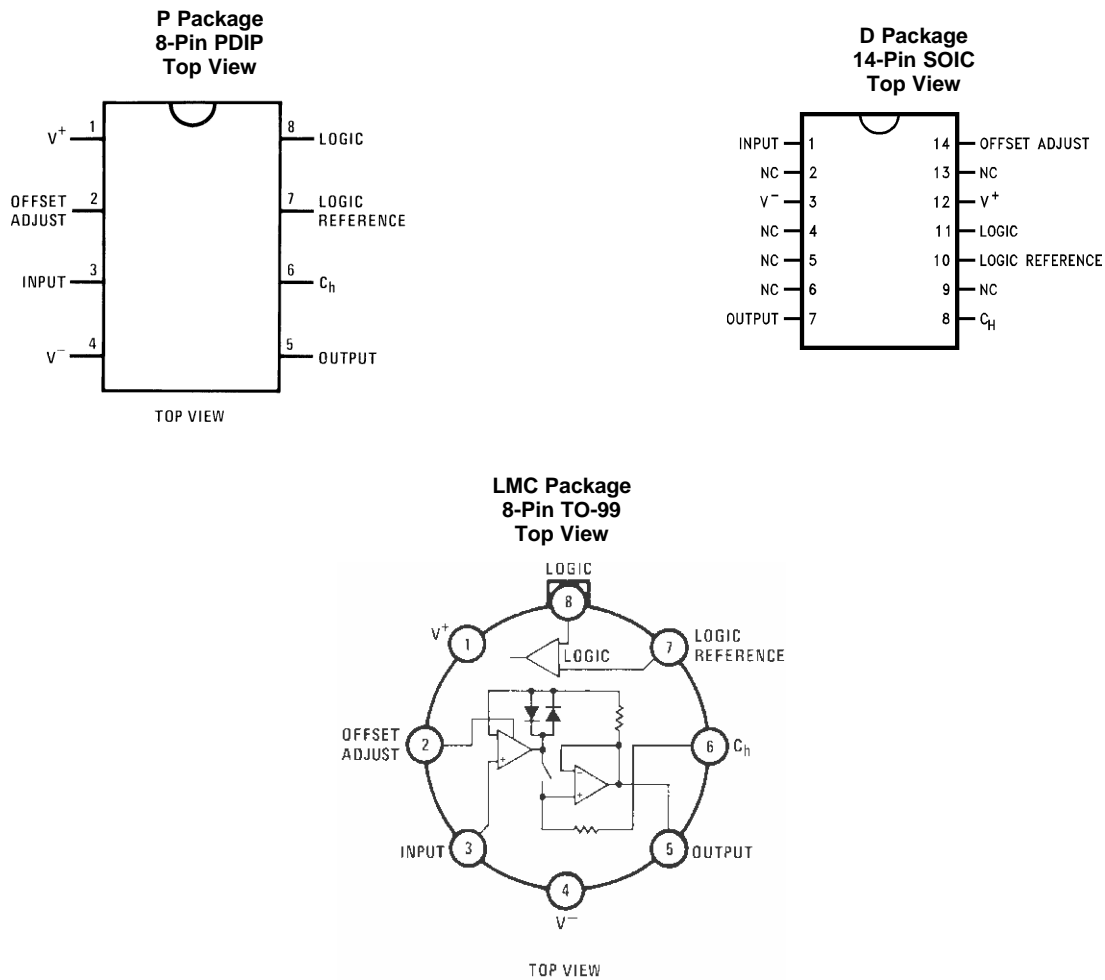 P Package
8-Pin PDIP
Top View
V+ 1
8 LOGIC
OFFSET
ADJUST 2
7 LOGIC
REFERENCE
INPUT 3
6 Ch
V− 4
5 OUTPUT
TOP VIEW
D Package
14-Pin SOIC
Top View
INPUT 1
14 OFFSET ADJUST
NC 2
13 NC
V− 3
12 V+
NC 4
11 LOGIC
NC 5
10 LOGIC REFERENCE
NC 6
9 NC
OUTPUT 7
8 CH
LMC Package
8-Pin TO-99
Top View
LOGIC
8
V+
1
LOGIC
7
LOGIC
REFERENCE
OFFSET
ADJUST
2
6
Ch
−
+
+
INPUT
3
5
OUTPUT
4
V−
TOP VIEW